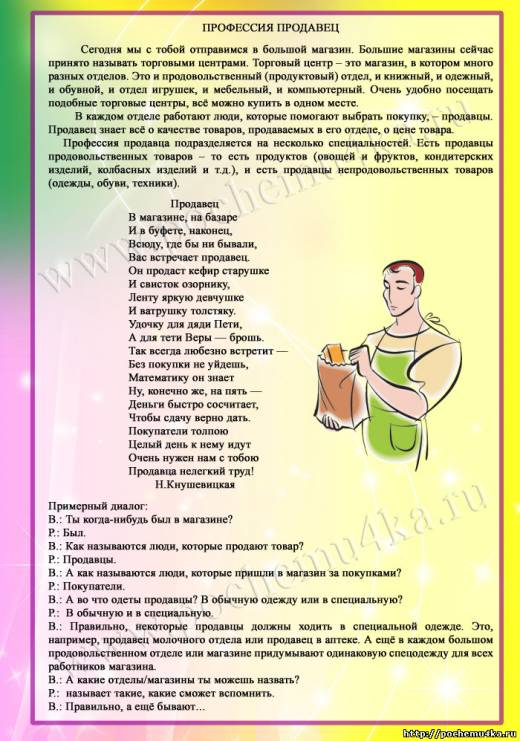 ПРОФЕССИЯ ПРОДАВЕЦ
Сегодня мы с тобой отправимся в большой магазин. Большие магазины сейчас
принято называть торговыми центрами. Торговый центр – это магазин, в котором много
разных отделов. Это и продовольственный (продуктовый) отдел, и книжный, и одежный,
и обувной, и отдел игрушек, и мебельный, и компьютерный. Очень удобно посещать
подобные торговые центры, всё можно купить в одном месте.
В каждом отделе работают люди, которые помогают выбрать покупку, – продавцы.
Продавец знает всё о качестве товаров, продаваемых в его отделе, о цене товара.
Профессия продавца подразделяется на несколько специальностей. Есть продавцы
продовольственных товаров – то есть продуктов (овощей и фруктов, кондитерских
изделий, колбасных изделий и т.д.), и есть продавцы непродовольственных товаров
(одежды, обуви, техники).
Продавец
В магазине, на базаре
И в буфете, наконец,
Всюду, где бы ни бывали,
Вас встречает продавец.
Он продаст кефир старушке
И свисток озорнику,
Ленту яркую девчушке
И ватрушку толстяку.
Удочку для дяди Пети,
А для тети Веры — брошь.
Так всегда любезно встретит —
Без покупки не уйдешь,
Математику он знает
Ну, конечно же, на пять —
Деньги быстро сосчитает,
Чтобы сдачу верно дать.
Покупатели толпою
Целый день к нему идут
Очень нужен нам с тобою
Продавца нелегкий труд!
Н.Кнушевицкая
Примерный диалог:
В.: Ты когда-нибудь был в магазине?
Р.: Был.
В.: Как называются люди, которые продают товар?
Р.: Продавцы.
В.: А как называются люди, которые пришли в магазин за покупками?
Р.: Покупатели.
В.: А во что одеты продавцы? В обычную одежду или в специальную?
Р.: В обычную и в специальную.
В.: Правильно, некоторые продавцы должны ходить в специальной одежде. Это,
например, продавец молочного отдела или продавец в аптеке. А ещё в каждом большом
продовольственном отделе или магазине придумывают одинаковую спецодежду для всех
работников магазина.
В.: А какие отделы/магазины ты можешь назвать?
Р.: называет такие, какие сможет вспомнить.
В.: Правильно, а ещё бывают…
www.pochemu4ka.ru
www.pochemu4ka.ru
http://pochemu4ka.ru